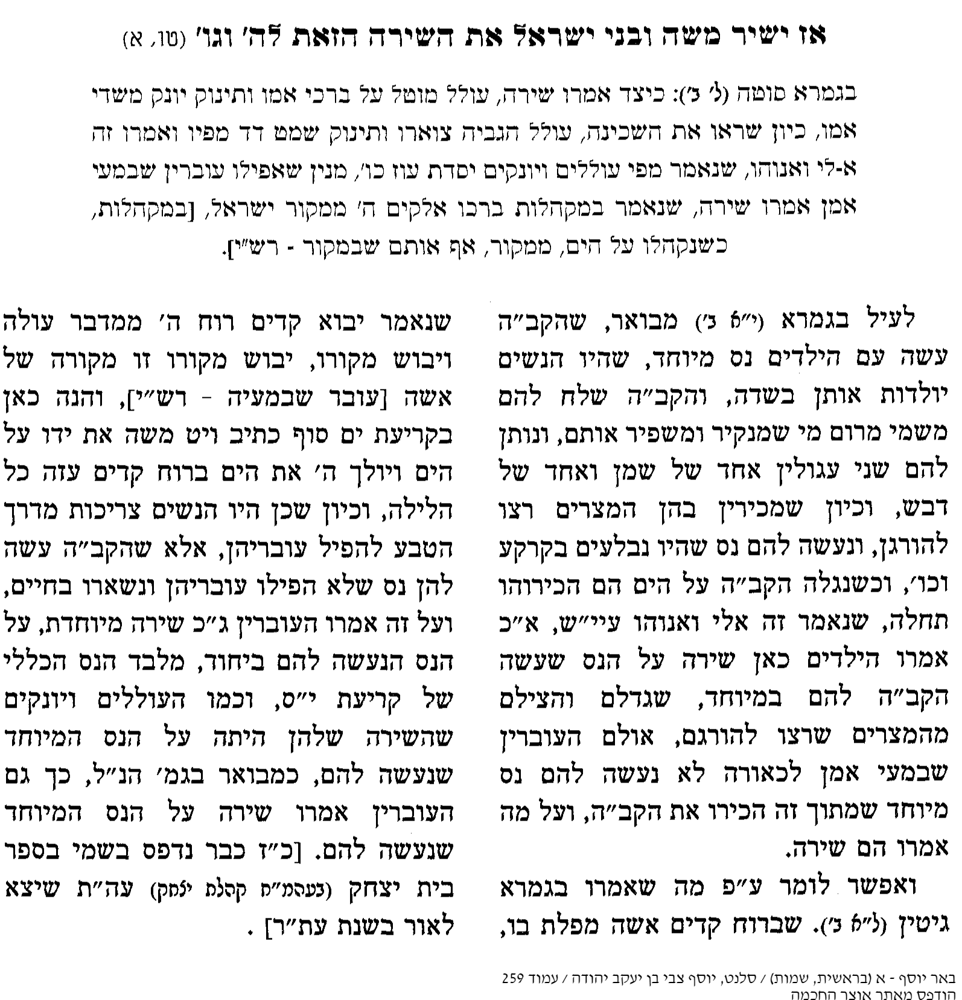 אז ישיר משה ובני ישראל את השירה הזאת לה׳ וגו׳ (טו, א)
בגמרא סוטה (ל׳ ב׳): כיצד אמרו שירה, עולל מוטל על ברכי אמו ותינוק יונק משדי
אמו, כיון שראו את השכינה, עולל הגביה צוארו ותינוק שמט דד מפיו ואמרו זה
א-לי ואנוהו, שנאמר מפי עוללים ויונקים יסדת עוז כו׳, מנין שאפילו עוברין שבמעי
אמן אמרו שירה, שנאמר במקהלות ברכו אלקים ה׳ ממקור ישראל, [במקהלות,
כשנקהלו על הים, ממקור, אף אותם שבמקור - רש״י].
לעיל בגמרא (י״א ב׳) מבואר, שהקב״ה
עשה עם הילדים נס מיוחד, שהיו הנשים
יולדות אותן בשדה, והקב״ה שלח להם
משמי מרום מי שמנקיר ומשפיר אותם, ונותן
להם שני עגולין אחד של שמן ואחד של
דבש, וכיון שמכירין בהן המצרים רצו
להורגן, ונעשה להם נס שהיו נבלעים בקרקע
וכו׳, וכשנגלה הקב״ה על הים הם הכירוהו
תחלה, שנאמר זה אלי ואנוהו עיי״ש, א״כ
אמרו הילדים כאן שירה על הנס שעשה
הקב״ה להם במיוחד, שגדלם והצילם
מהמצרים שרצו להורגם, אולם העוברין
שבמעי אמן לכאורה לא נעשה להם נס
מיוחד שמתוך זה הכירו את הקב״ה, ועל מה
אמרו הם שירה.
ואפשר לומר ע״פ מה שאמרו בגמרא
גיטין (ל״א ב׳). שברוח קדים אשה מפלת בו,
שנאמר יבוא קדים רוח ה׳ ממדבר עולה
ויבוש מקורו, יבוש מקורו זו מקורה של
אשה [עובר שבמעיה - רש״י], והנה כאן
בקריעת ים סוף כתיב ויט משה את ידו על
הים ויולך ה׳ את הים ברוח קדים עזה כל
הלילה, וכיון שכן היו הנשים צריכות מדרך
הטבע להפיל עובריהן, אלא שהקב״ה עשה
להן נס שלא הפילו עובריהן ונשארו בחיים,
ועל זה אמרו העוברין ג״כ שירה מיוחדת, על
הנס הנעשה להם ביחוד, מלבד הנס הכללי
של קריעת י״ס, וכמו העוללים ויונקים
שהשירה שלהן היתה על הנס המיוחד
שנעשה להם, כמבואר בגמ׳ הנ״ל, כך גם
העוברין אמרו שירה על הנס המיוחד
שנעשה להם. [כ״ז כבר נדפס בשמי בספר
בית יצחק (בעהמ״ח קהלת יצחק) עה״ת שיצא
לאור בשנת עת״ר] .
באר יוסף - א (בראשית, שמות) / סלנט, יוסף צבי בן יעקב יהודה / עמוד 259
הודפס מאתר אוצר החכמה